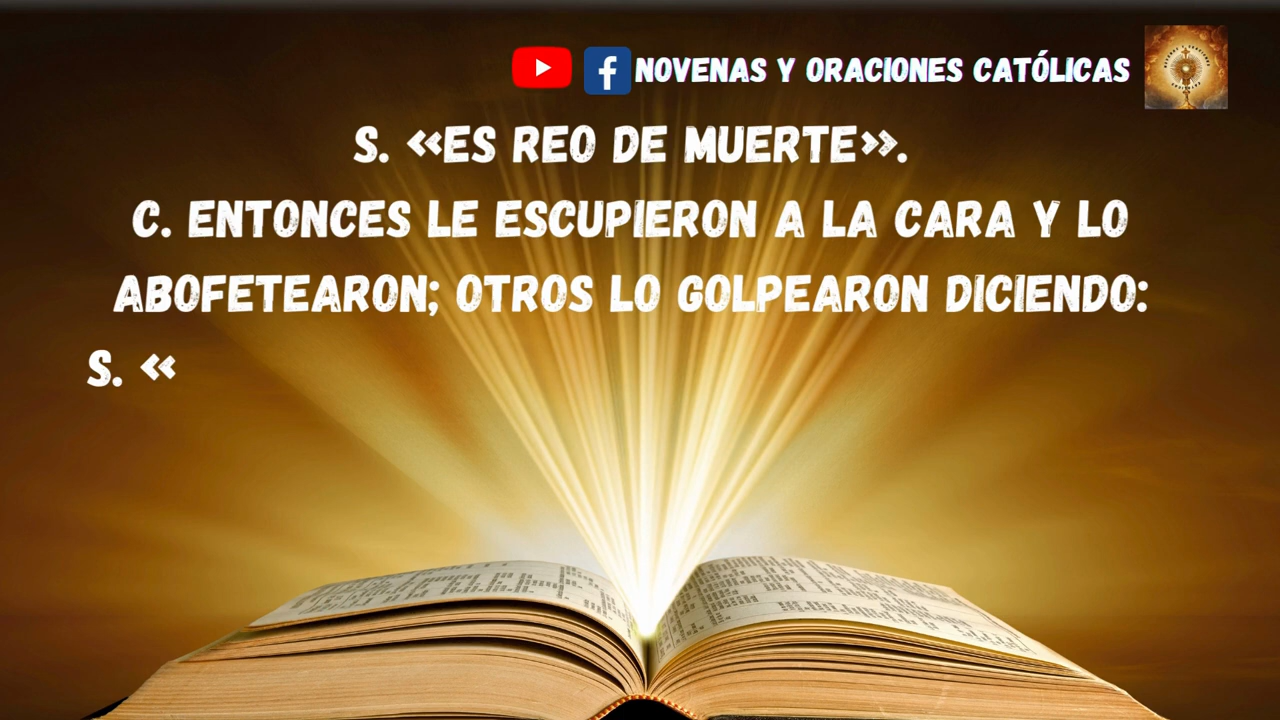 NOVENAS Y ORACIONES CATÓLICAS
S. «ES REO DE MUERTE».
C. ENTONCES LE ESCUPIERON A LA CARA Y LO
ABOFETEARON; OTROS LO GOLPEARON DICIENDO:
S. «